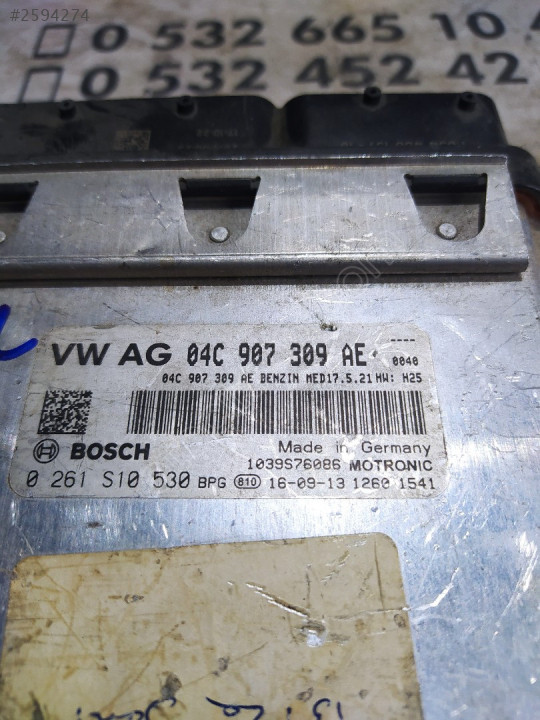 #2594274
0 532 665 10
0 532 452 42
VW AG 04C 907 309 AE
----
0040
04C 907 309 AE BENZIN MED17.5.21 HW: H25
BOSCH
Made in Germany
1039S76086 MOTRONIC
0 261 S10 530 BPG 810 16-09-13 1260 1541